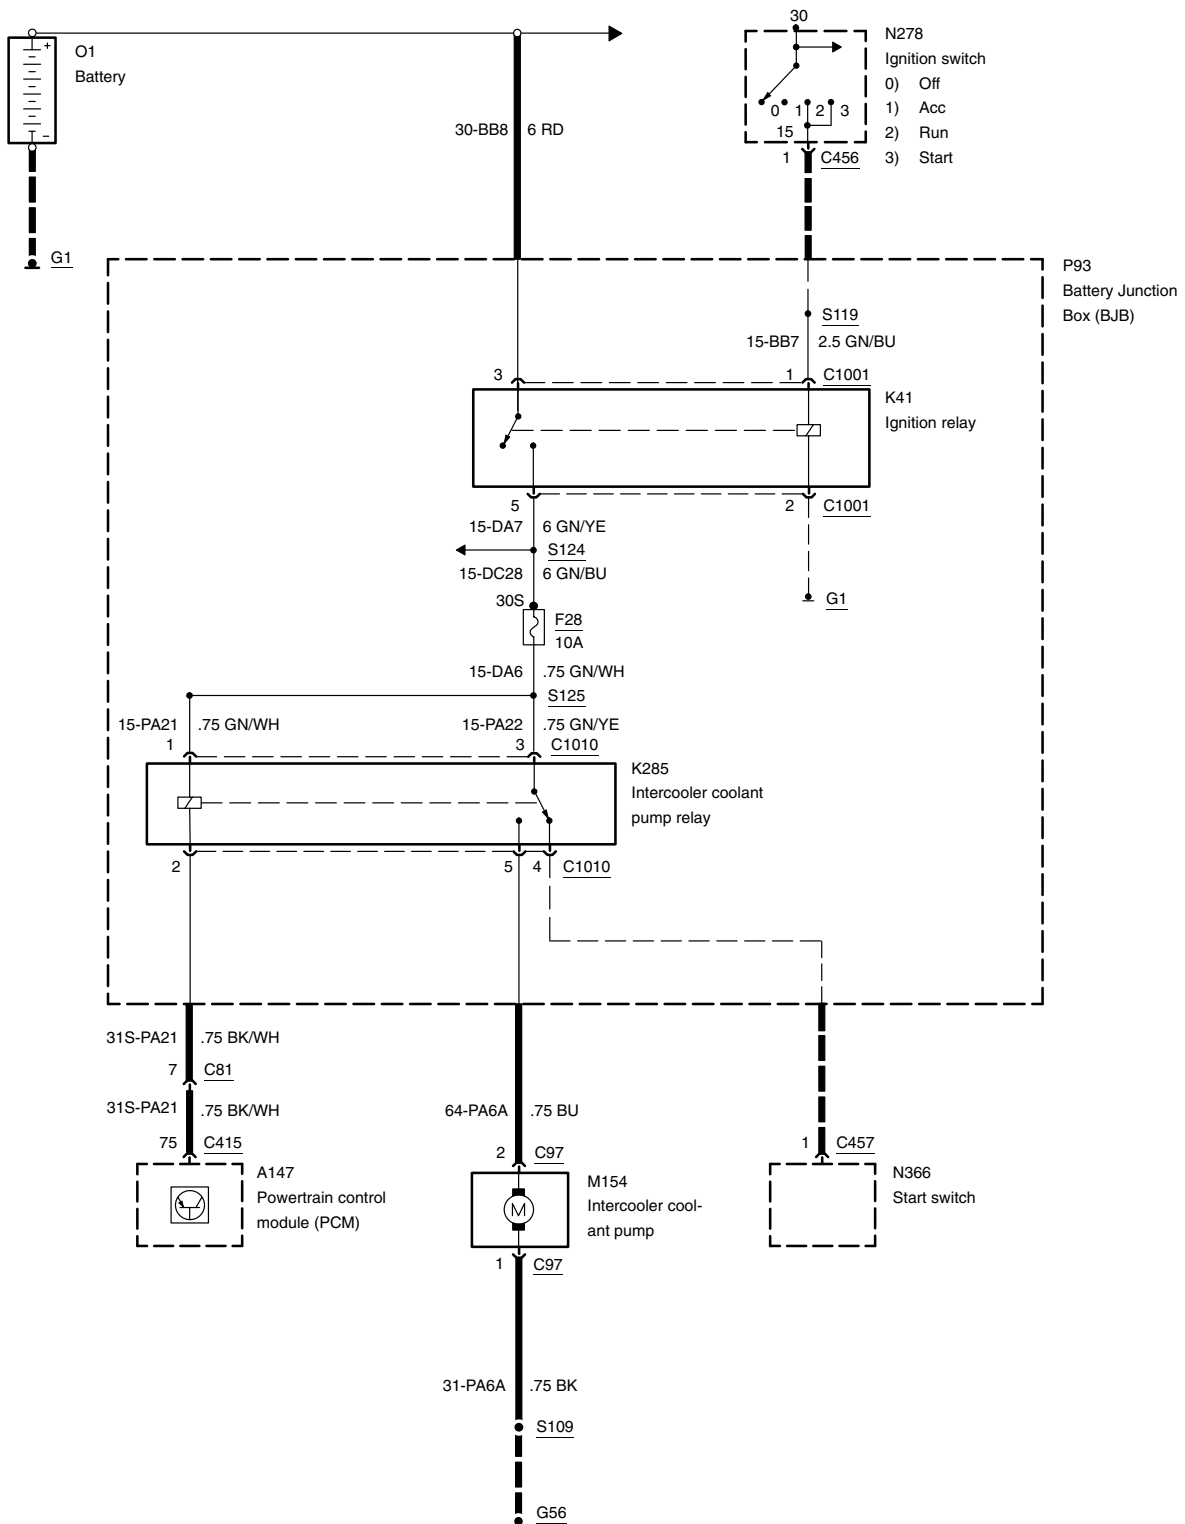 30
N278
Ignition switch
0) Off
1) Acc
2) Run
3) Start
O1
Battery
+
-
0 1 2 3
15
30-BB8 6 RD
1 C456
G1
P93
Battery Junction
Box (BJB)
S119
15-BB7 2.5 GN/BU
3 1 C1001
K41
Ignition relay
5 2 C1001
15-DA7 6 GN/YE
S124
15-DC28 6 GN/BU
30S
G1
F28
10A
15-DA6 .75 GN/WH
S125
15-PA21 .75 GN/WH 15-PA22 .75 GN/YE
1 3 C1010
K285
Intercooler coolant
pump relay
2 5 4 C1010
31S-PA21 .75 BK/WH
7 C81
31S-PA21 .75 BK/WH
64-PA6A .75 BU
75 C415
2 C97
1 C457
A147
Powertrain control
module (PCM)
M
M154
Intercooler cool-
ant pump
N366
Start switch
1 C97
31-PA6A .75 BK
S109
G56